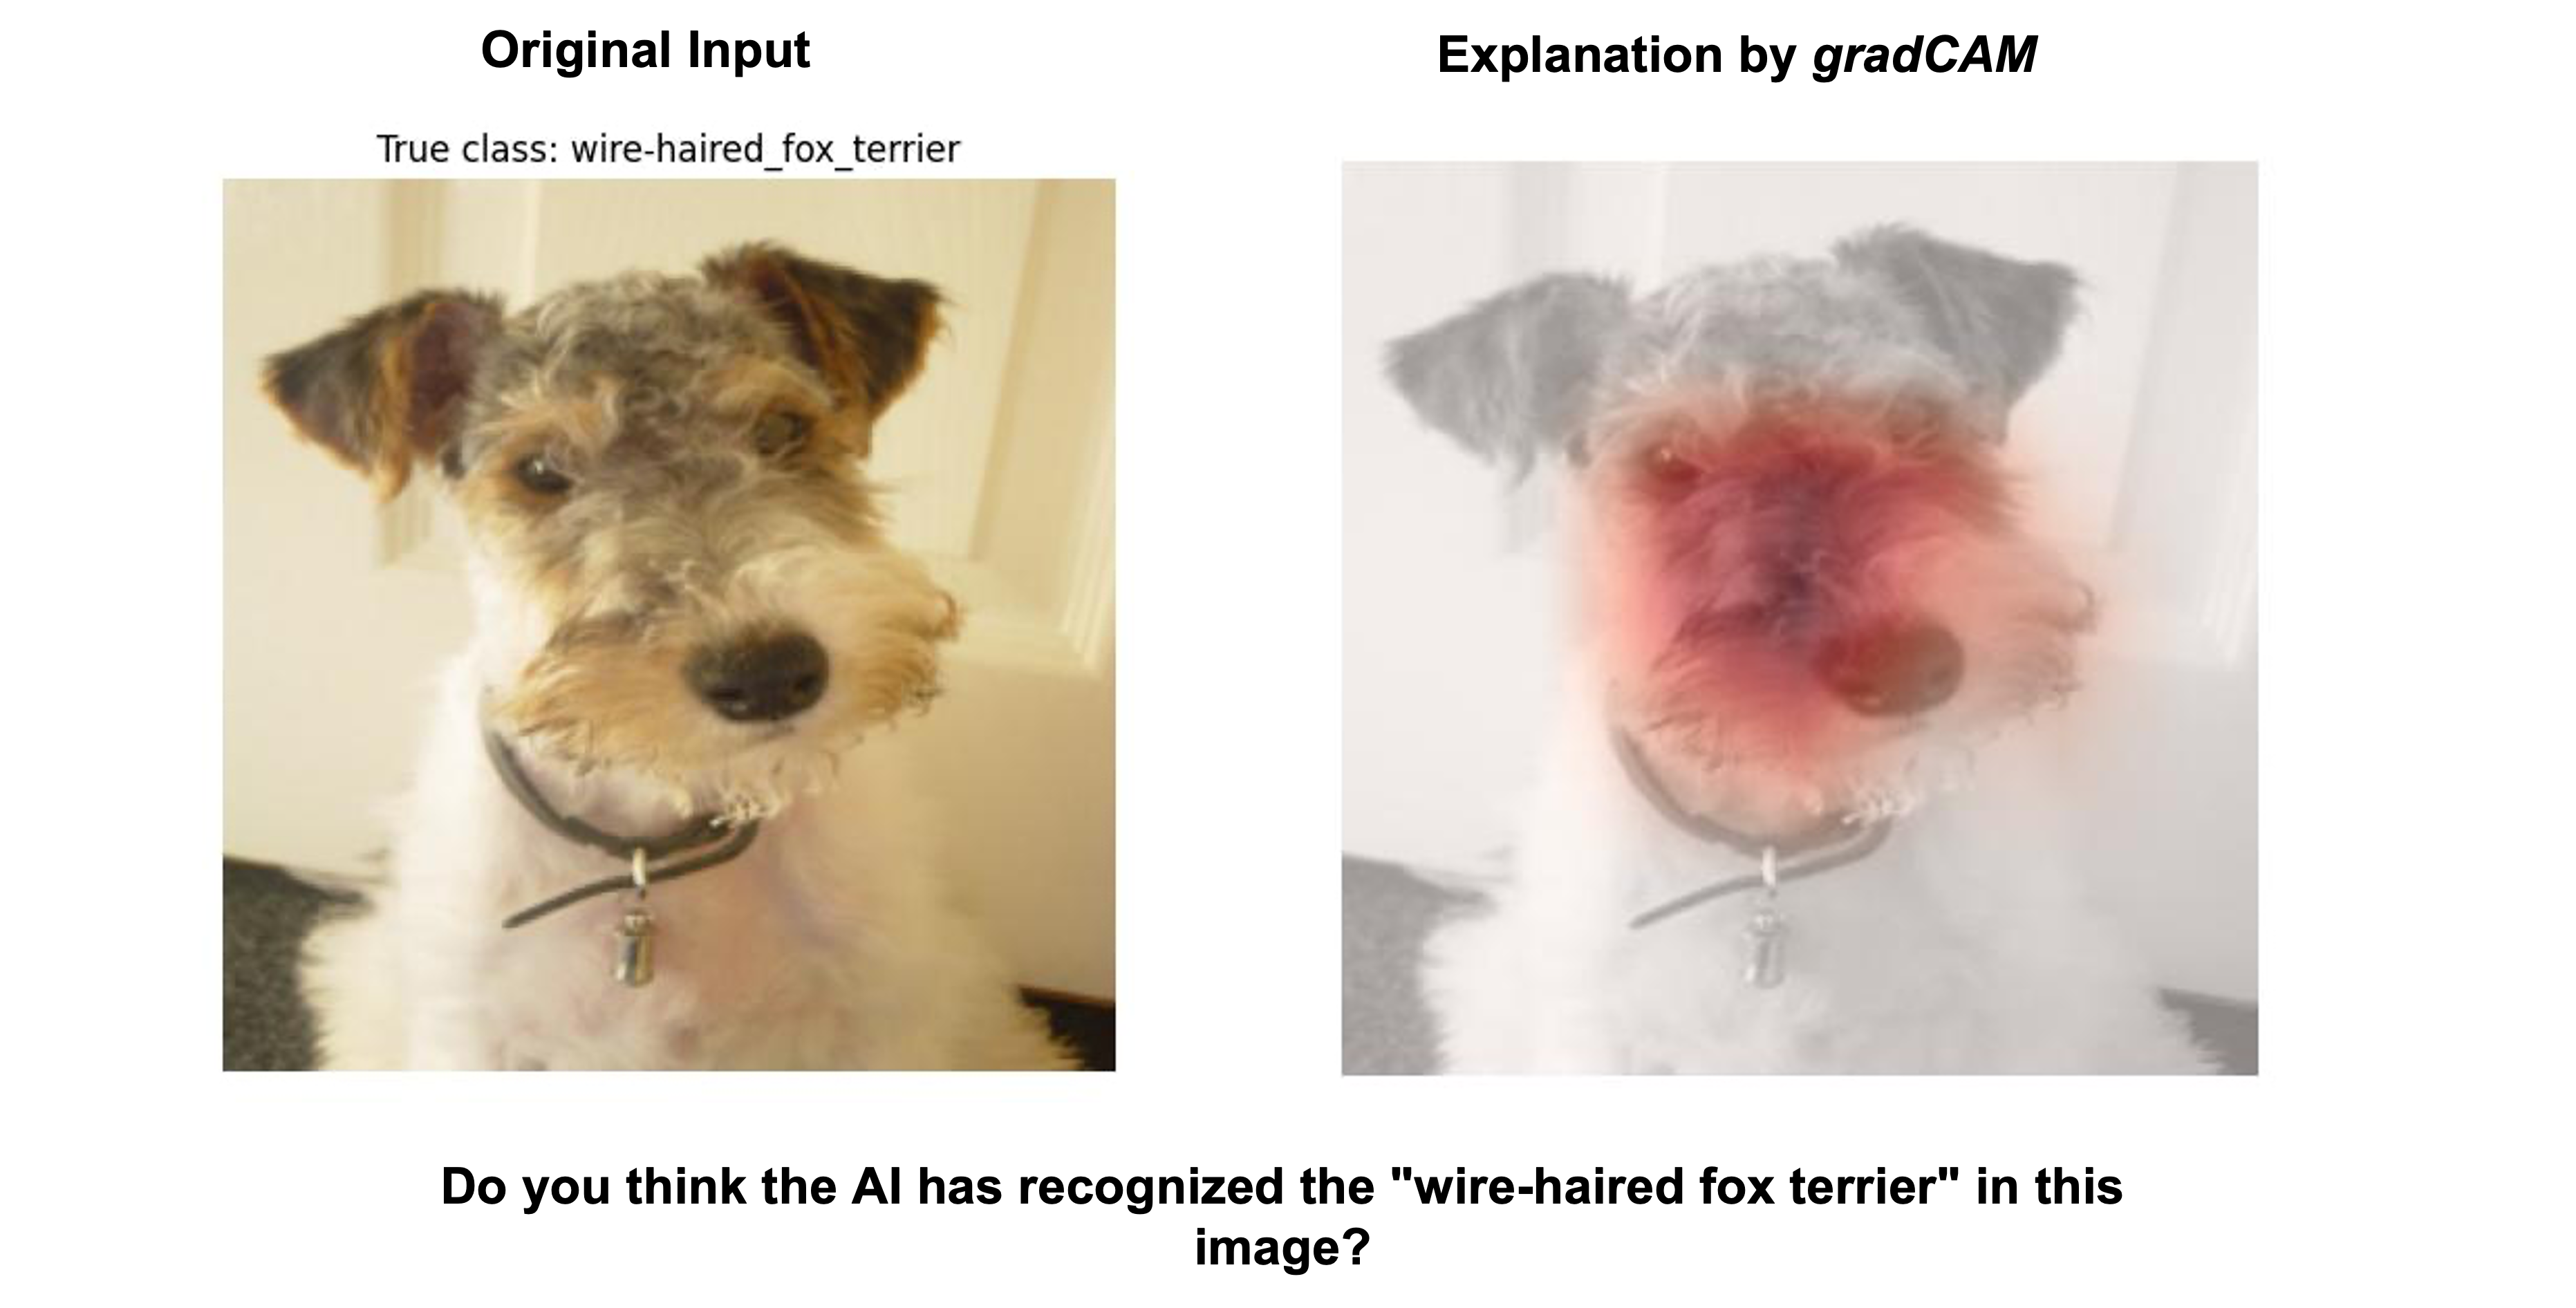 Original Input
Explanation by gradCAM
True class: wire-haired_fox_terrier
Do you think the AI has recognized the "wire-haired fox terrier" in this
image?